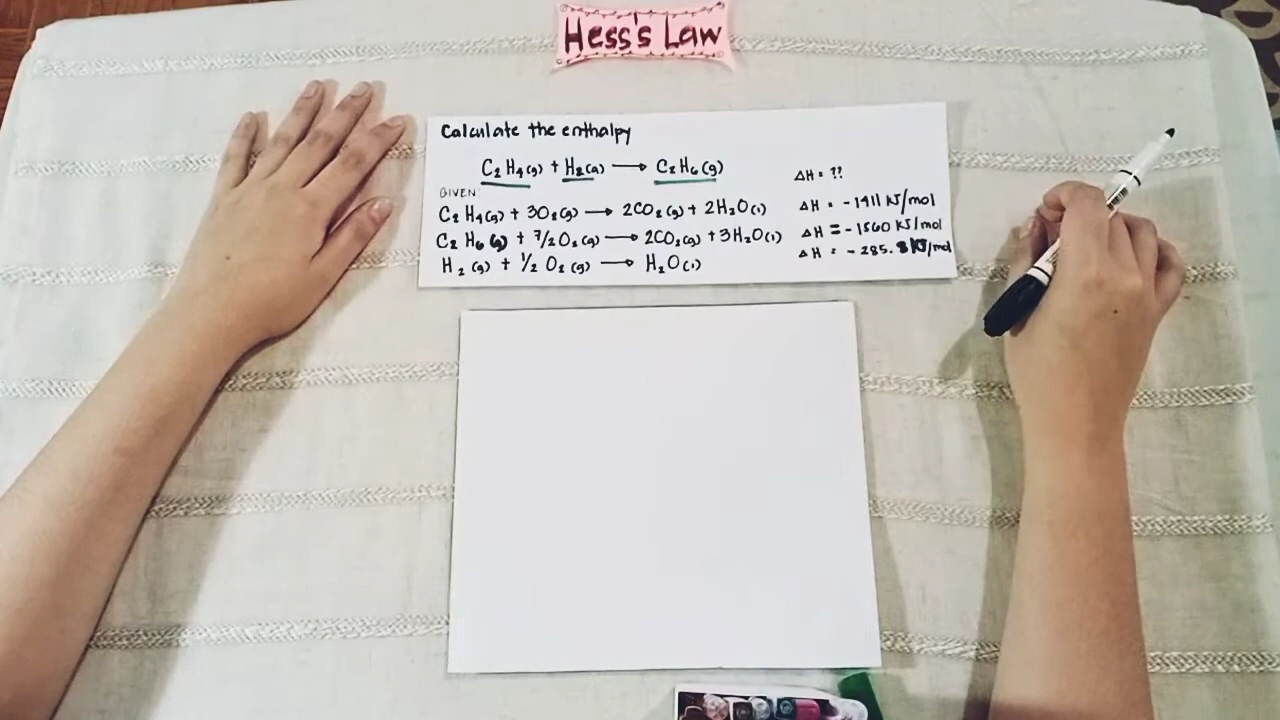 Hess's Law
Calculate the enthalpy
C₂H₄(g) + H₂(g) → C₂H₆(g) ΔH = ??
GIVEN:
C₂H₄(g) + 3O₂(g) → 2CO₂(g) + 2H₂O(l) ΔH = -1411 KJ/mol
C₂H₆(g) + 7/2 O₂(g) → 2CO₂(g) + 3H₂O(l) ΔH = -1560 KJ/mol
H₂(g) + 1/2 O₂(g) → H₂O(l) ΔH = -285.8 KJ/mol